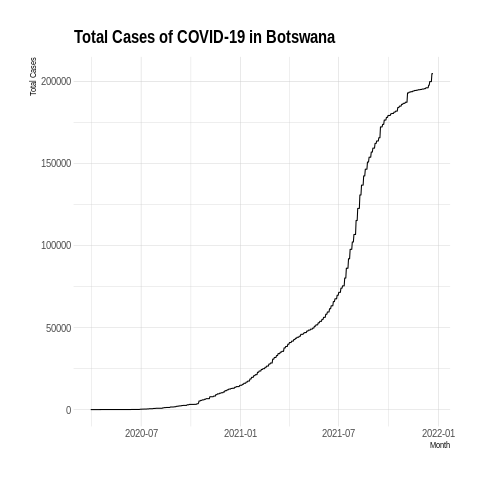 Total Cases of COVID-19 in Botswana
Total Cases
200000
150000
100000
50000
0
2020-07 2021-01 2021-07 2022-01
Month